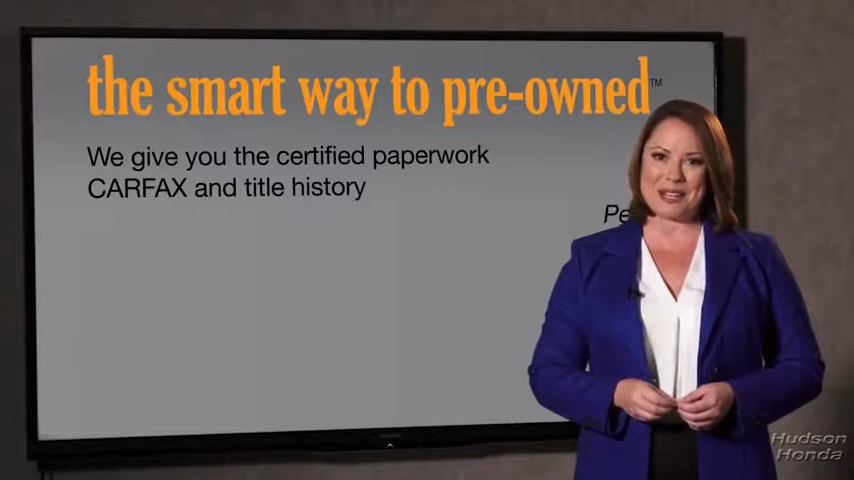 the smart way to pre-owned™
We give you the certified paperwork
CARFAX and title history
Hudson
Honda